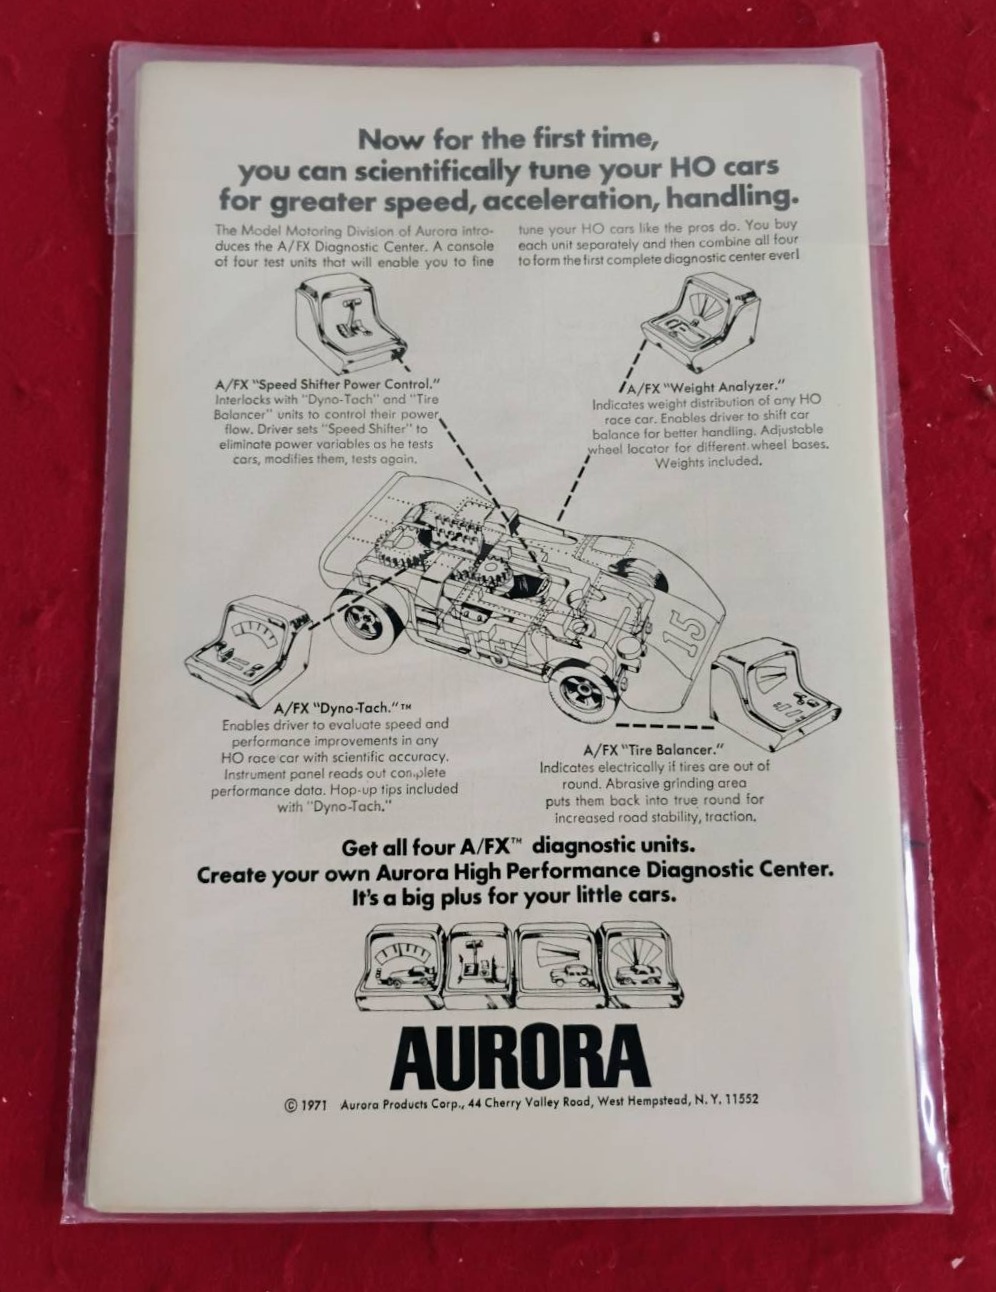 Now for the first time,
you can scientifically tune your HO cars
for greater speed, acceleration, handling.
The Model Motoring Division of Aurora intro-
duces the A/FX Diagnostic Center. A console
of four test units that will enable you to fine
tune your HO cars like the pros do. You buy
each unit separately and then combine all four
to form the first complete diagnostic center ever!
A/FX "Speed Shifter Power Control."
Interlocks with "Dyno-Tach" and "Tire
Balancer" units to control their power
flow. Driver sets "Speed Shifter" to
eliminate power variables as he tests
cars, modifies them, tests again.
A/FX "Weight Analyzer."
Indicates weight distribution of any HO
race car. Enables driver to shift car
balance for better handling. Adjustable
wheel locator for different wheel bases.
Weights included.
15
A/FX "Dyno-Tach."™
Enables driver to evaluate speed and
performance improvements in any
HO race car with scientific accuracy.
Instrument panel reads out complete
performance data. Hop-up tips included
with "Dyno-Tach."
A/FX "Tire Balancer."
Indicates electrically if tires are out of
round. Abrasive grinding area
puts them back into true round for
increased road stability, traction.
Get all four A/FX™ diagnostic units.
Create your own Aurora High Performance Diagnostic Center.
It's a big plus for your little cars.
AURORA
© 1971 Aurora Products Corp., 44 Cherry Valley Road, West Hempstead, N. Y. 11552